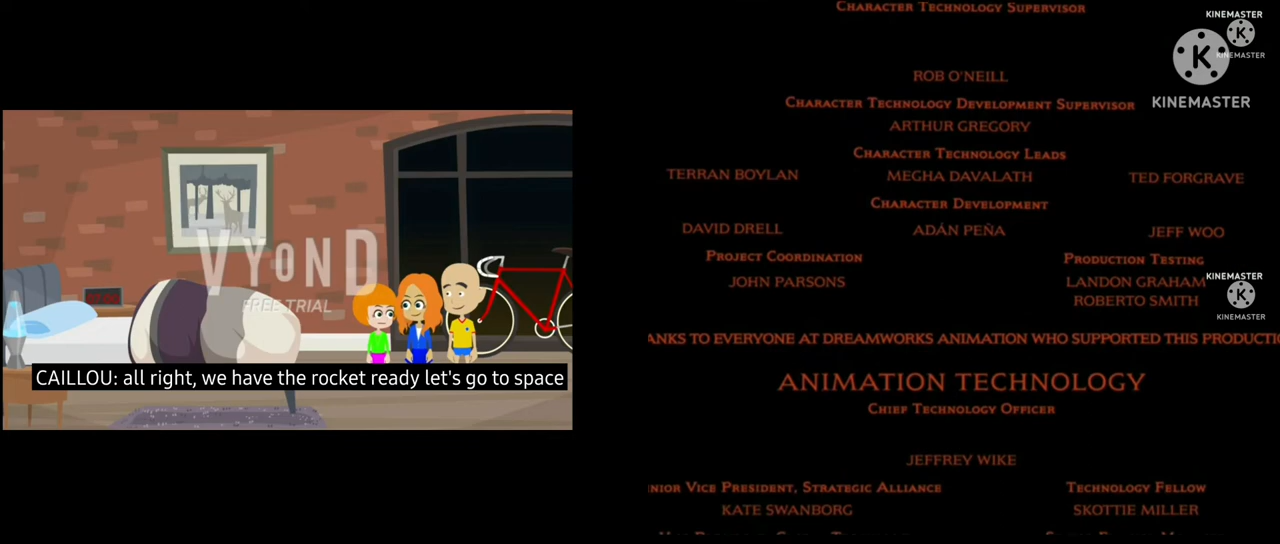 VYOND
FREE TRIAL
CAILLOU: all right, we have the rocket ready let's go to space
CHARACTER TECHNOLOGY SUPERVISOR
ROB O'NEILL
CHARACTER TECHNOLOGY DEVELOPMENT SUPERVISOR
ARTHUR GREGORY
CHARACTER TECHNOLOGY LEADS
TERRAN BOYLAN MEGHA DAVALATH TED FORGRAVE
CHARACTER DEVELOPMENT
DAVID DRELL ADÁN PEÑA JEFF WOO
PROJECT COORDINATION PRODUCTION TESTING
JOHN PARSONS LANDON GRAHAM
ROBERTO SMITH
ANKS TO EVERYONE AT DREAMWORKS ANIMATION WHO SUPPORTED THIS PRODUCTIO
ANIMATION TECHNOLOGY
CHIEF TECHNOLOGY OFFICER
JEFFREY WIKE
NIOR VICE PRESIDENT, STRATEGIC ALLIANCE TECHNOLOGY FELLOW
KATE SWANBORG SKOTTIE MILLER
KINEMASTER
K
KINEMASTER
K
KINEMASTER
KINEMASTER
K
KINEMASTER